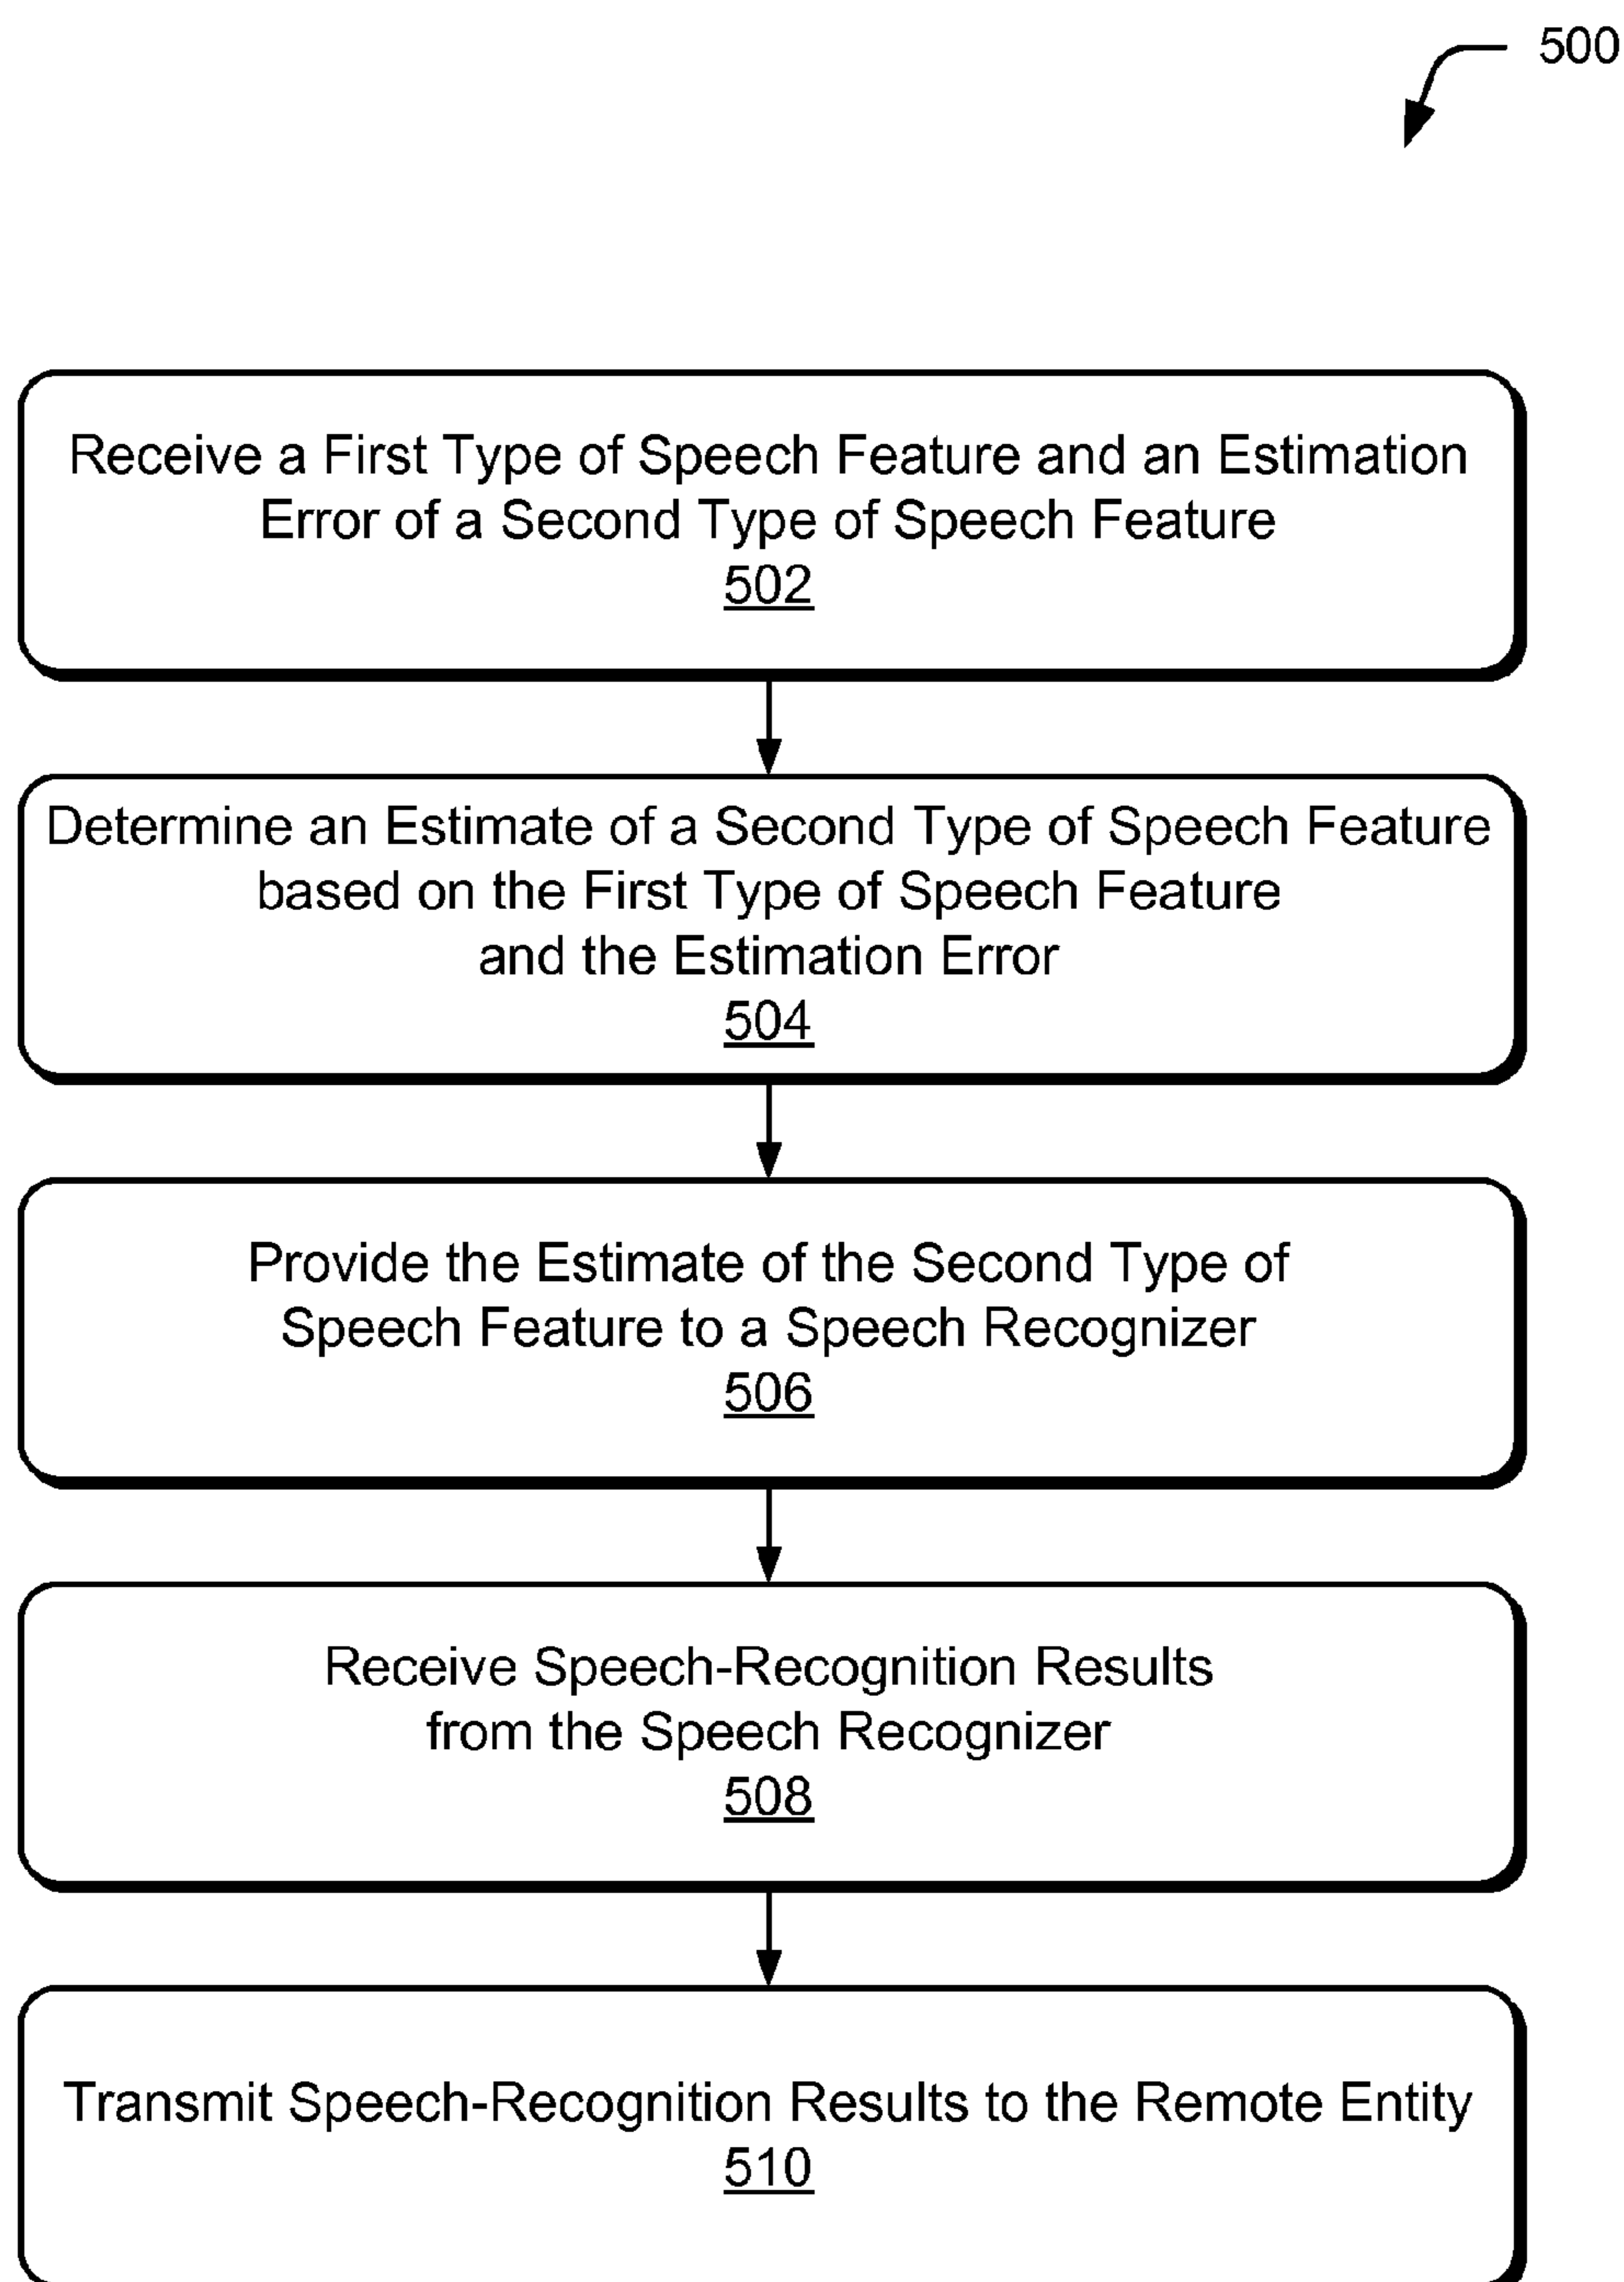 500
Receive a First Type of Speech Feature and an Estimation
Error of a Second Type of Speech Feature
502
Determine an Estimate of a Second Type of Speech Feature
based on the First Type of Speech Feature
and the Estimation Error
504
Provide the Estimate of the Second Type of
Speech Feature to a Speech Recognizer
506
Receive Speech-Recognition Results
from the Speech Recognizer
508
Transmit Speech-Recognition Results to the Remote Entity
510